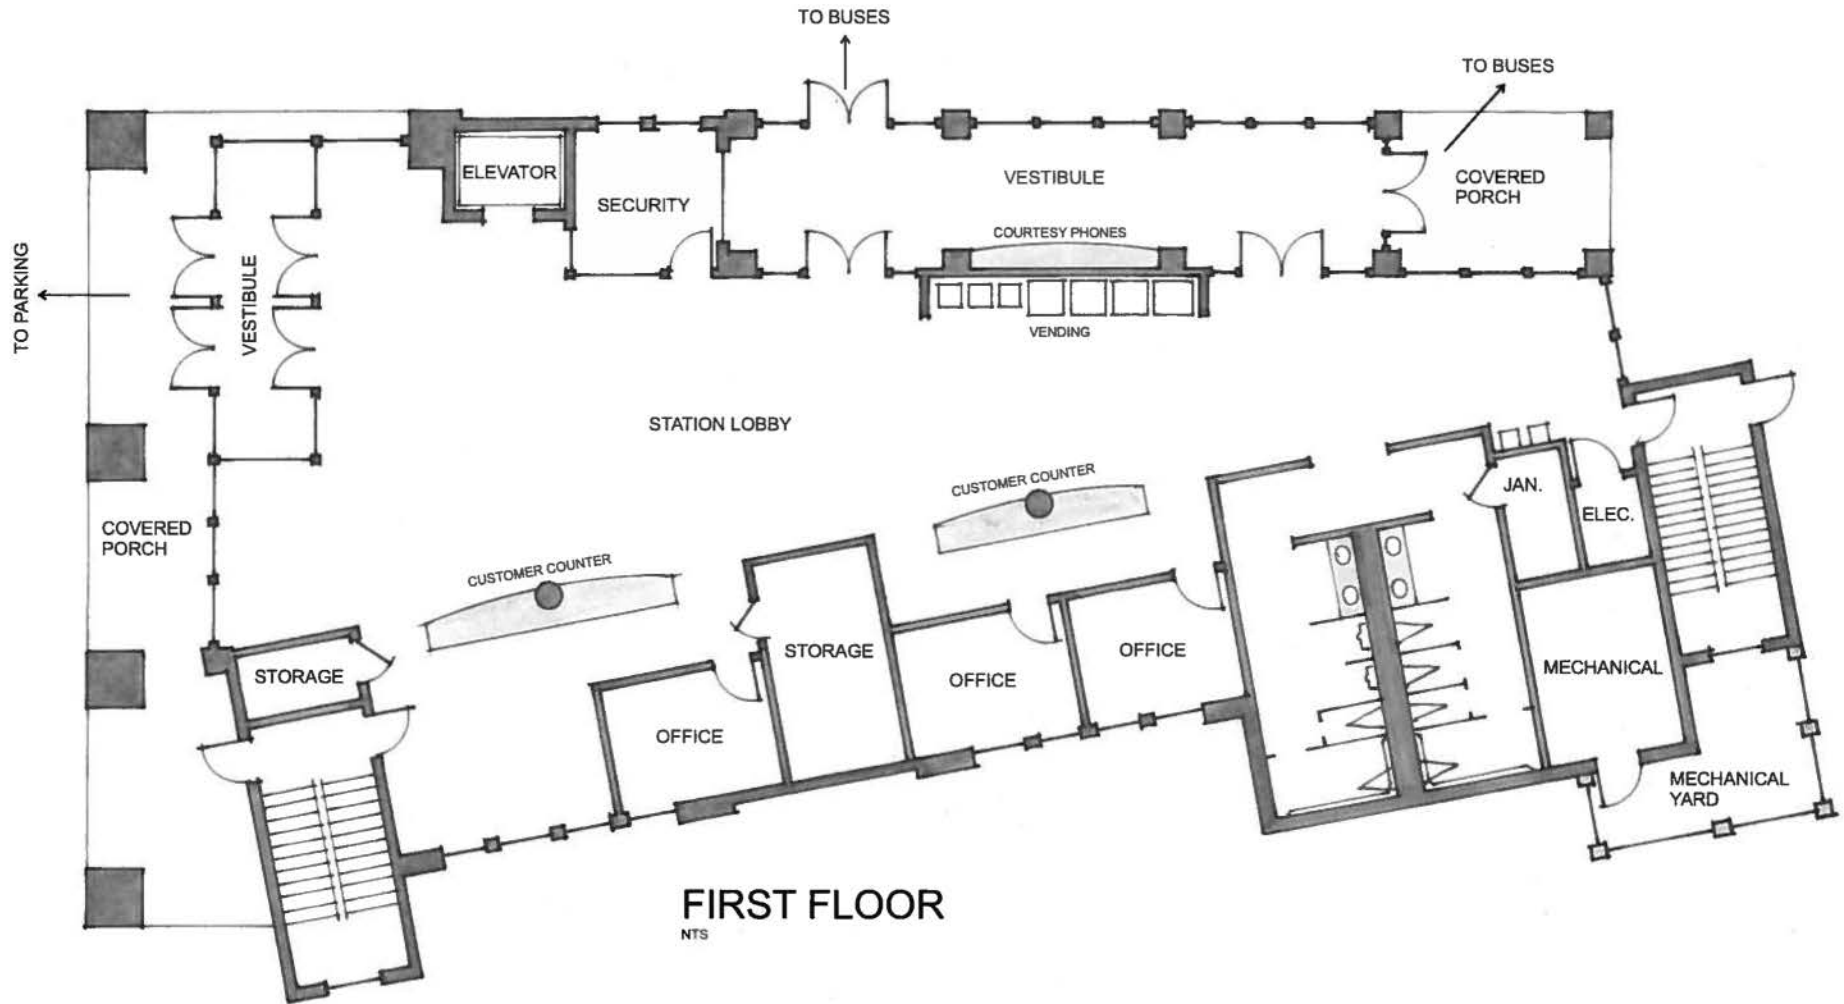 TO BUSES
TO BUSES
ELEVATOR
SECURITY
VESTIBULE
COVERED
PORCH
COURTESY PHONES
TO PARKING
VESTIBULE
VENDING
STATION LOBBY
CUSTOMER COUNTER
JAN.
ELEC.
COVERED
PORCH
CUSTOMER COUNTER
STORAGE
STORAGE
OFFICE
OFFICE
MECHANICAL
OFFICE
MECHANICAL
YARD
FIRST FLOOR
NTS